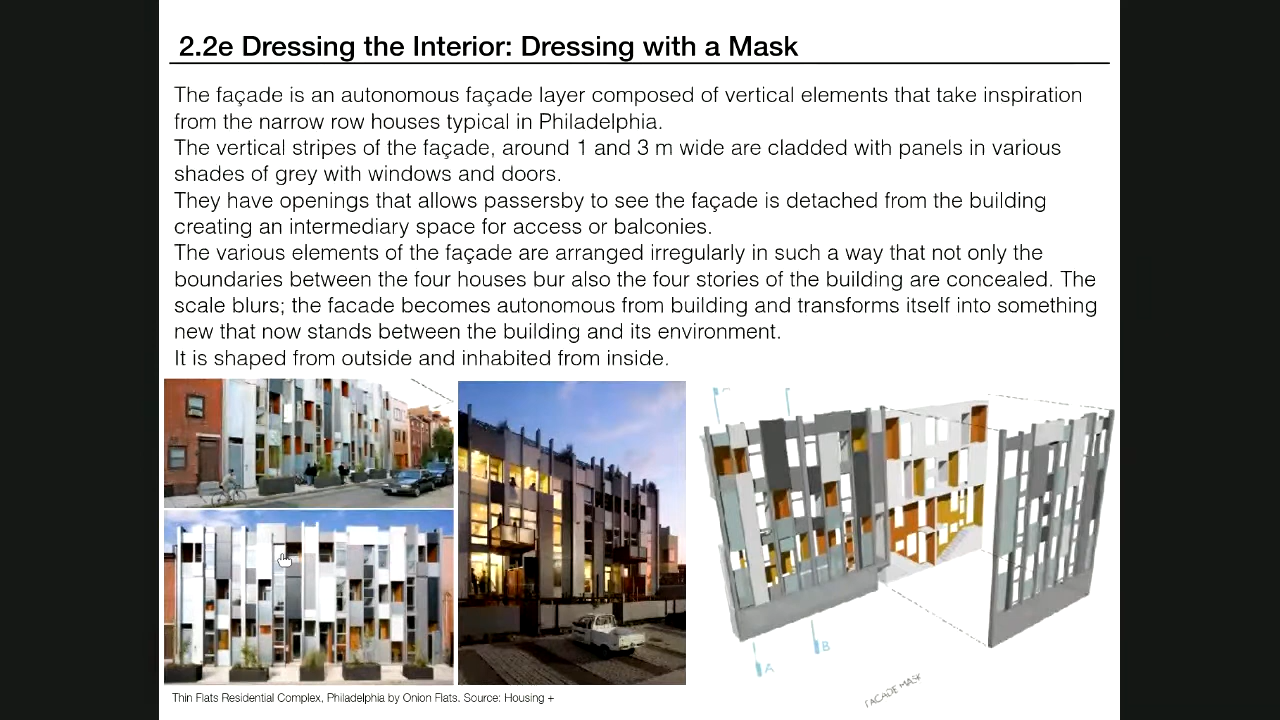 2.2e Dressing the Interior: Dressing with a Mask
The façade is an autonomous façade layer composed of vertical elements that take inspiration
from the narrow row houses typical in Philadelphia.
The vertical stripes of the façade, around 1 and 3 m wide are cladded with panels in various
shades of grey with windows and doors.
They have openings that allows passersby to see the façade is detached from the building
creating an intermediary space for access or balconies.
The various elements of the façade are arranged irregularly in such a way that not only the
boundaries between the four houses bur also the four stories of the building are concealed. The
scale blurs; the facade becomes autonomous from building and transforms itself into something
new that now stands between the building and its environment.
It is shaped from outside and inhabited from inside.
B
A
FACADE MASK
Thin Flats Residential Complex, Philadelphia by Onion Flats. Source: Housing +